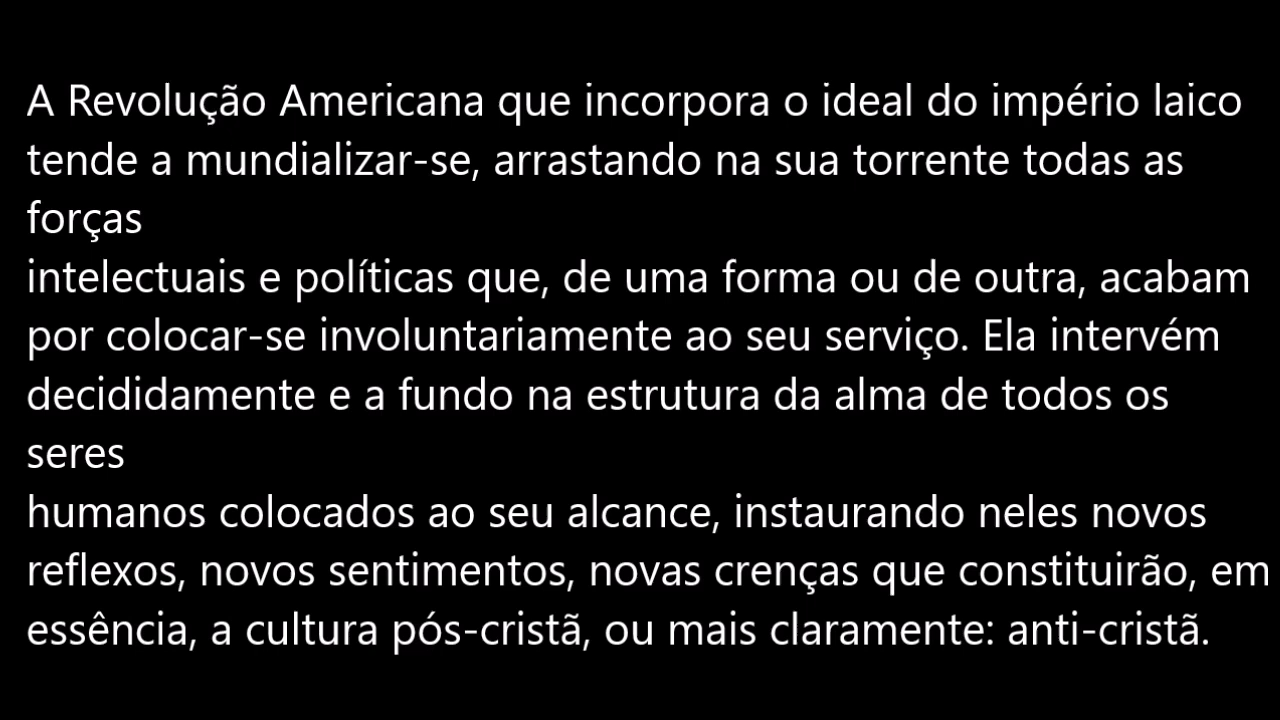 A Revolução Americana que incorpora o ideal do império laico
tende a mundializar-se, arrastando na sua torrente todas as
forças
intelectuais e políticas que, de uma forma ou de outra, acabam
por colocar-se involuntariamente ao seu serviço. Ela intervém
decididamente e a fundo na estrutura da alma de todos os
seres
humanos colocados ao seu alcance, instaurando neles novos
reflexos, novos sentimentos, novas crenças que constituirão, em
essência, a cultura pós-cristã, ou mais claramente: anti-cristã.